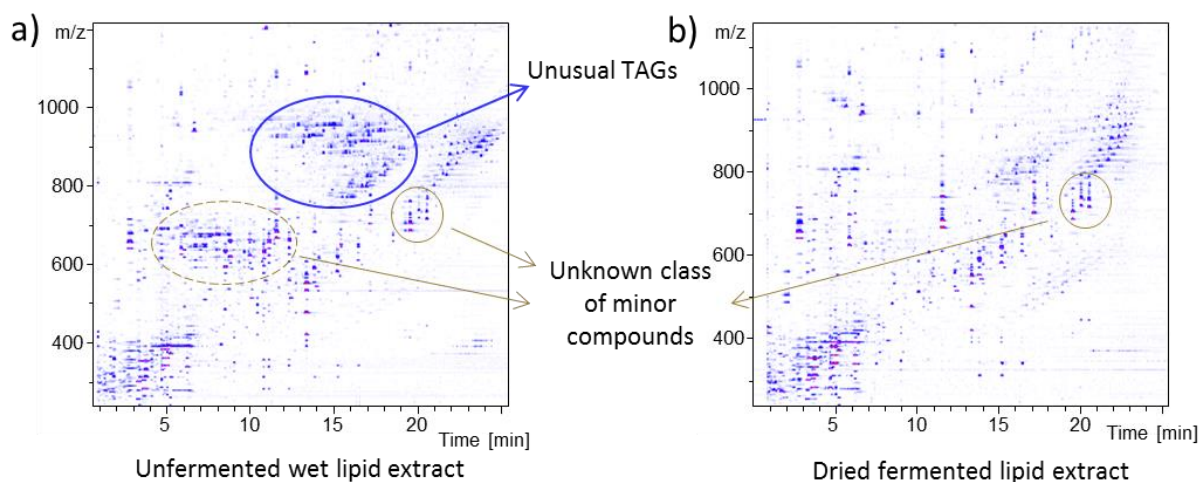 a)
m/z
1000
800
600
400
5
10
15
20
Time [min]
Unfermented wet lipid extract
Unusual TAGs
Unknown class
of minor
compounds
b)
m/z
1000
800
600
400
5
10
15
20
Time [min]
Dried fermented lipid extract